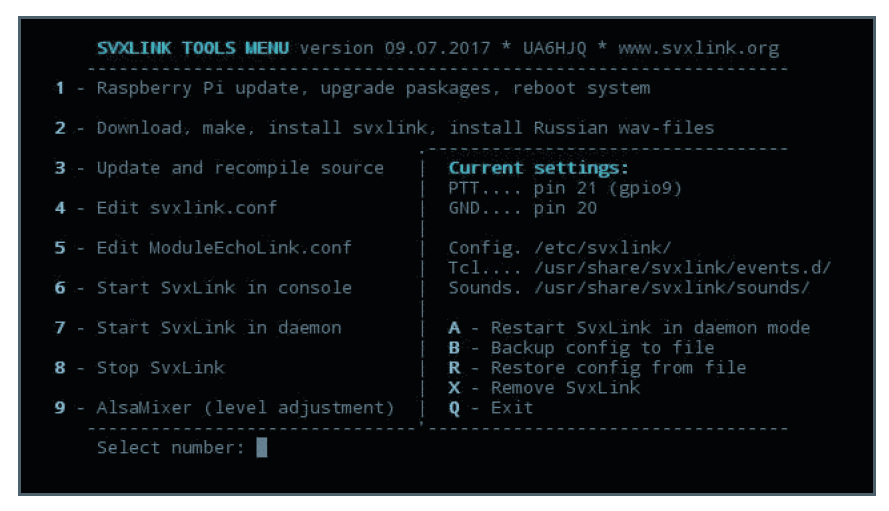 SVXLINK TOOLS MENU version 09.07.2017 * UA6HJQ * www.svxlink.org
1 - Raspberry Pi update, upgrade paskages, reboot system
2 - Download, make, install svxlink, install Russian wav-files
3 - Update and recompile source
4 - Edit svxlink.conf
5 - Edit ModuleEchoLink.conf
6 - Start SvxLink in console
7 - Start SvxLink in daemon
8 - Stop SvxLink
9 - AlsaMixer (level adjustment)
Current settings:
PTT.... pin 21 (gpio9)
GND.... pin 20
Config. /etc/svxlink/
Tcl.... /usr/share/svxlink/events.d/
Sounds. /usr/share/svxlink/sounds/
A - Restart SvxLink in daemon mode
B - Backup config to file
R - Restore config from file
X - Remove SvxLink
Q - Exit
Select number: